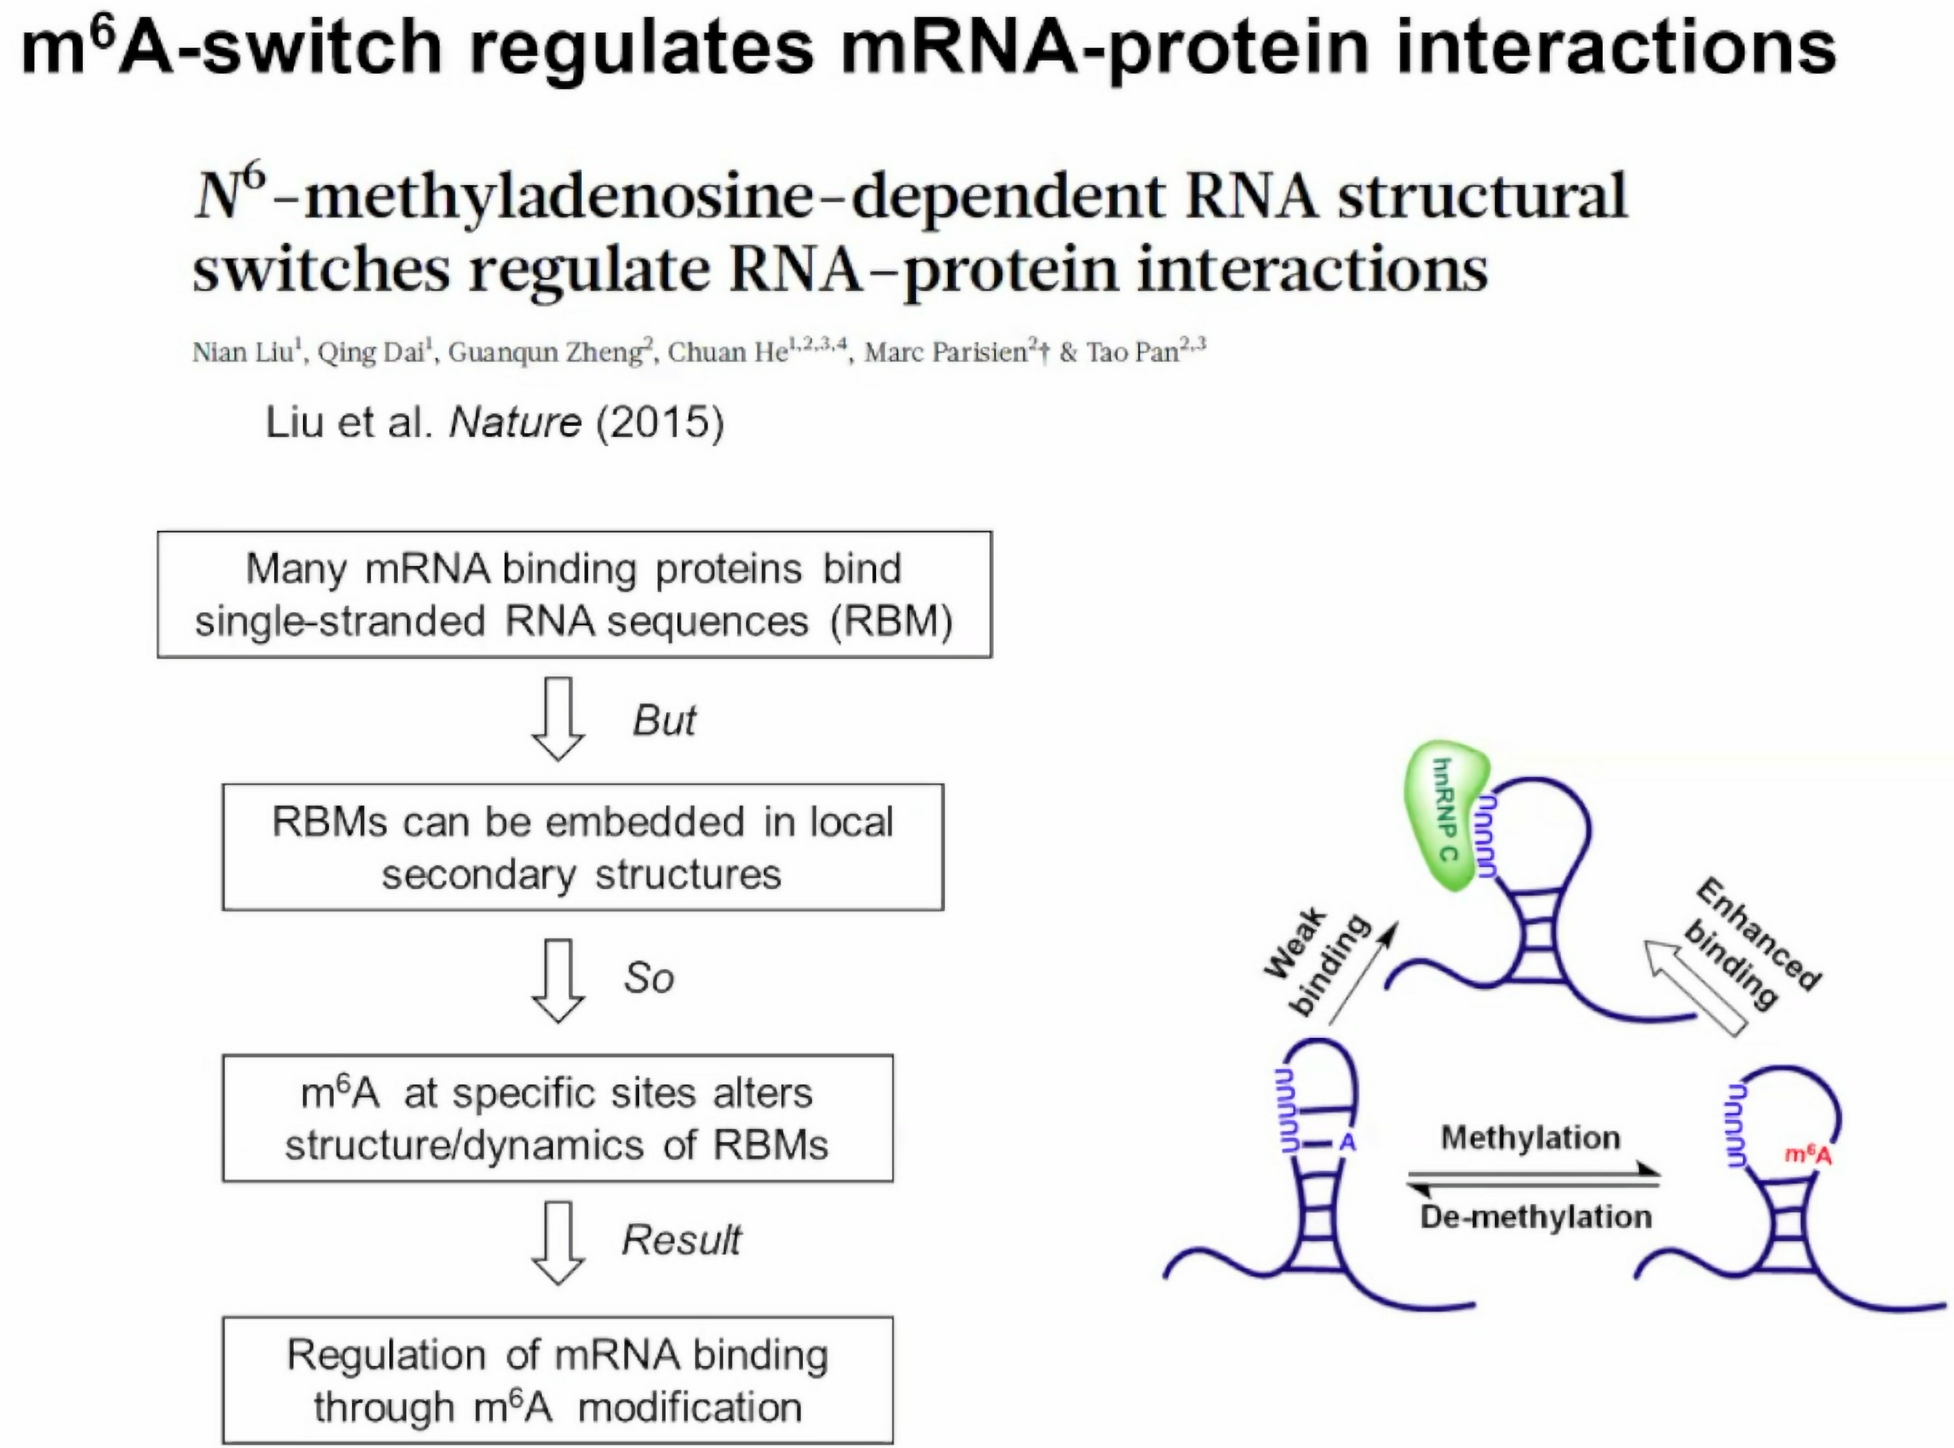 m⁶A-switch regulates mRNA-protein interactions
N⁶-methyladenosine-dependent RNA structural
switches regulate RNA–protein interactions
Nian Liu¹, Qing Dai¹, Guanqun Zheng², Chuan He¹,²,³,⁴, Marc Parisien²† & Tao Pan²,³
Liu et al. Nature (2015)
Many mRNA binding proteins bind
single-stranded RNA sequences (RBM)
But
RBMs can be embedded in local
secondary structures
So
m⁶A at specific sites alters
structure/dynamics of RBMs
Result
Regulation of mRNA binding
through m⁶A modification
hnRNP C
UUUUU
Weak
binding
Enhanced
binding
UUUUU
A
Methylation
De-methylation
UUUUU
m⁶A